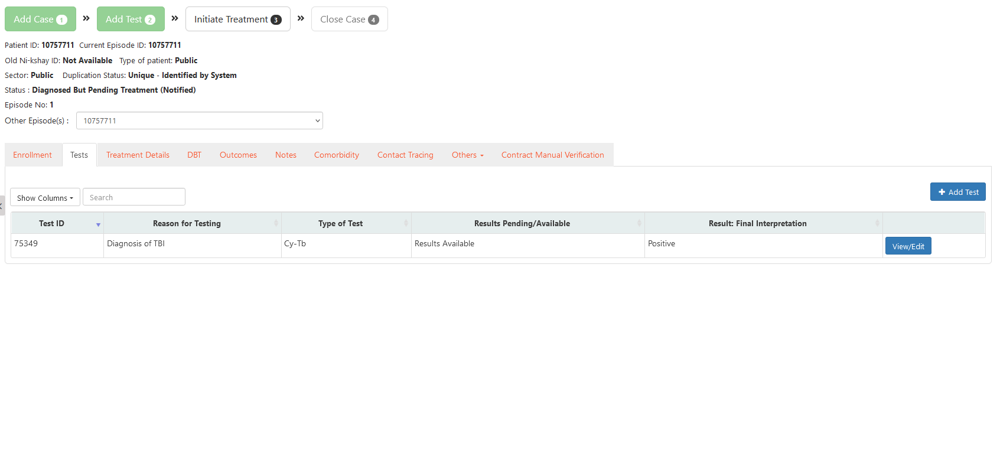 Add Case 1 » Add Test 2 » Initiate Treatment 3 » Close Case 4
Patient ID: 10757711 Current Episode ID: 10757711
Old Ni-kshay ID: Not Available Type of patient: Public
Sector: Public Duplication Status: Unique - Identified by System
Status : Diagnosed But Pending Treatment (Notified)
Episode No: 1
Other Episode(s) : 10757711
Enrollment Tests Treatment Details DBT Outcomes Notes Comorbidity Contact Tracing Others Contract Manual Verification
Show Columns Search + Add Test
Test ID Reason for Testing Type of Test Results Pending/Available Result: Final Interpretation
75349 Diagnosis of TBI Cy-Tb Results Available Positive View/Edit